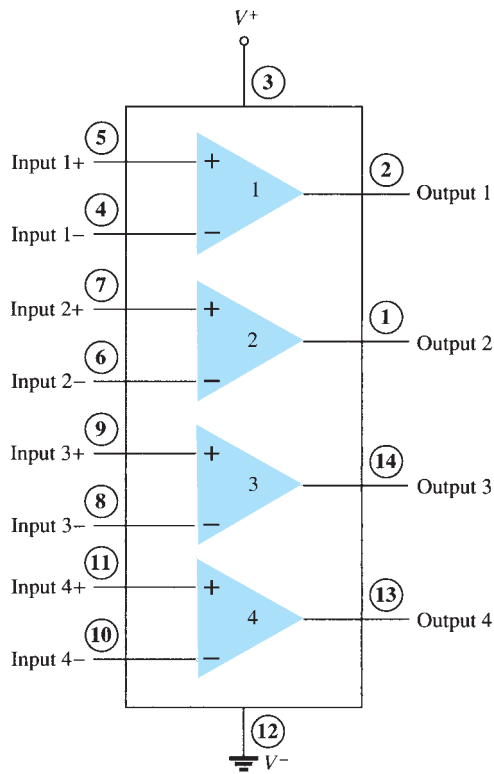 V+
3
5
Input 1+
+
2
1
Output 1
4
Input 1−
−
7
Input 2+
+
1
2
Output 2
6
Input 2−
−
9
Input 3+
+
14
3
Output 3
8
Input 3−
−
11
Input 4+
+
13
4
Output 4
10
Input 4−
−
12
V−